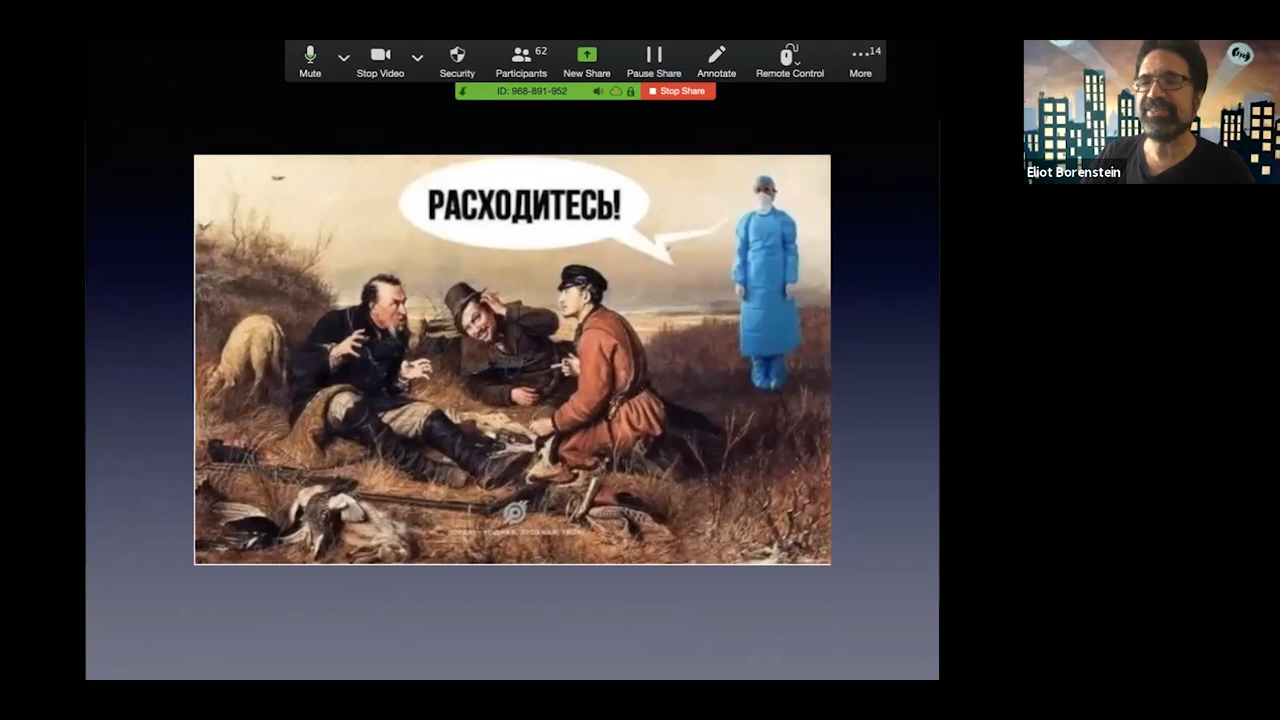 Mute
Stop Video
Security
Participants
62
New Share
Pause Share
Annotate
Remote Control
More
14
ID: 968-891-952
Stop Share
Eliot Borenstein
РАСХОДИТЕСЬ!